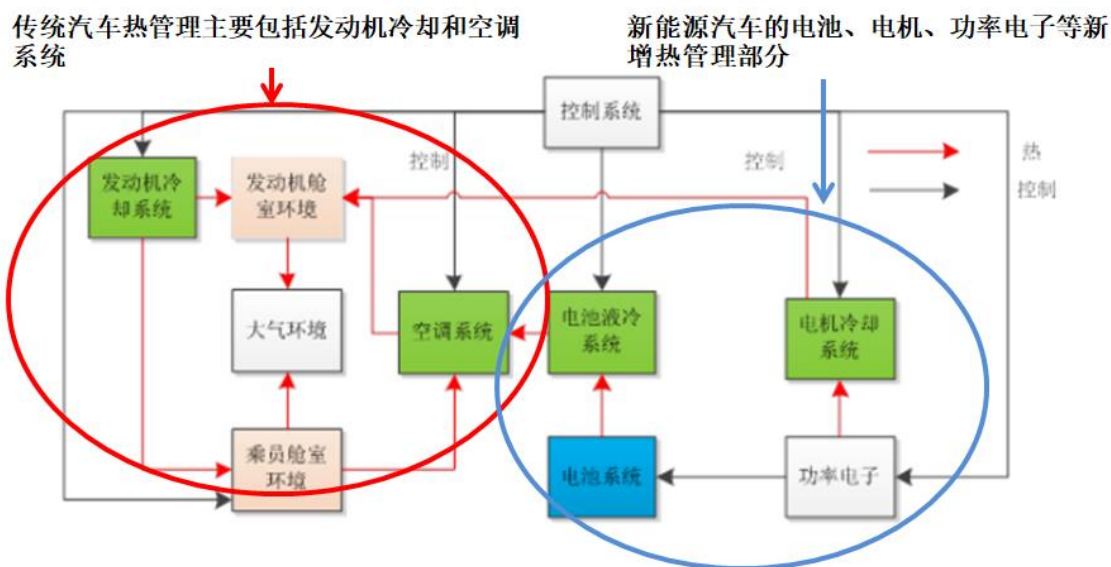 传统汽车热管理主要包括发动机冷却和空调
系统
新能源汽车的电池、电机、功率电子等新
增热管理部分
控制系统
控制
控制
热
控制
发动机冷
却系统
发动机舱
室环境
大气环境
空调系统
电池液冷
系统
电机冷却
系统
乘员舱室
环境
电池系统
功率电子